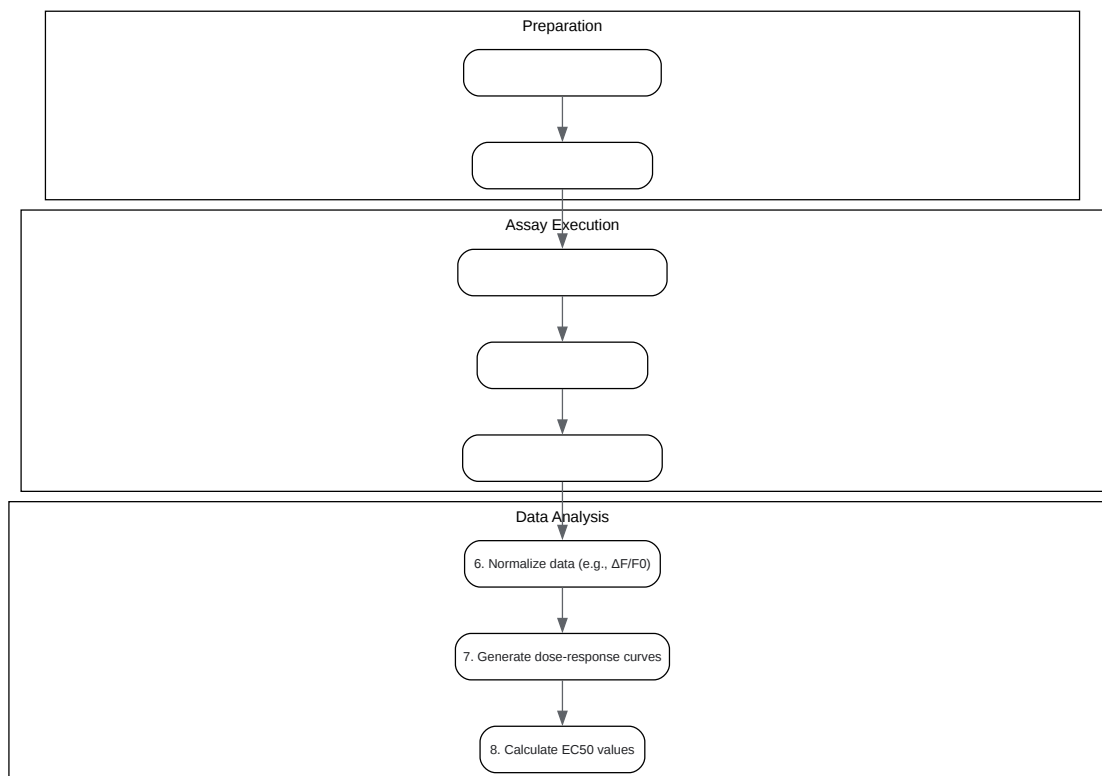 Preparation
Assay Execution
Data Analysis
6. Normalize data (e.g., ΔF/F0)
7. Generate dose-response curves
8. Calculate EC50 values